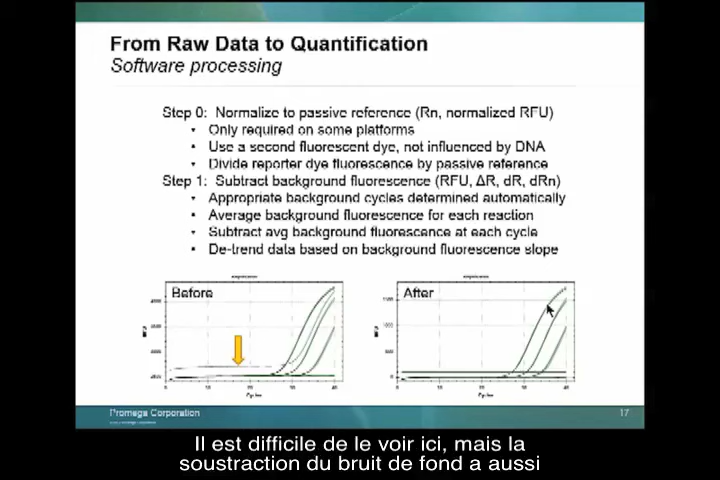 From Raw Data to Quantification
Software processing
Step 0: Normalize to passive reference (Rn, normalized RFU)
• Only required on some platforms
• Use a second fluorescent dye, not influenced by DNA
• Divide reporter dye fluorescence by passive reference
Step 1: Subtract background fluorescence (RFU, ΔR, dR, dRn)
• Appropriate background cycles determined automatically
• Average background fluorescence for each reaction
• Subtract avg background fluorescence at each cycle
• De-trend data based on background fluorescence slope
Before
After
Cycles
Cycles
Promega Corporation
17
Il est difficile de le voir ici, mais la
soustraction du bruit de fond a aussi